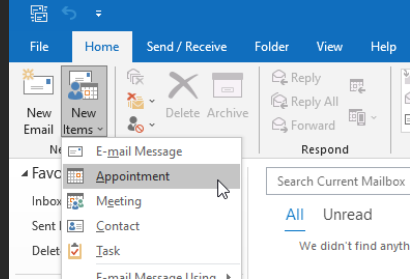 File Home Send / Receive Folder View Help
New Email
New Items
Delete Archive
Reply
Reply All
Forward
Respond
E-mail Message
Appointment
Meeting
Contact
Task
E-mail Message Using
Favo
Inbox
Sent
Delet
Search Current Mailbox
All Unread
We didn't find anyth